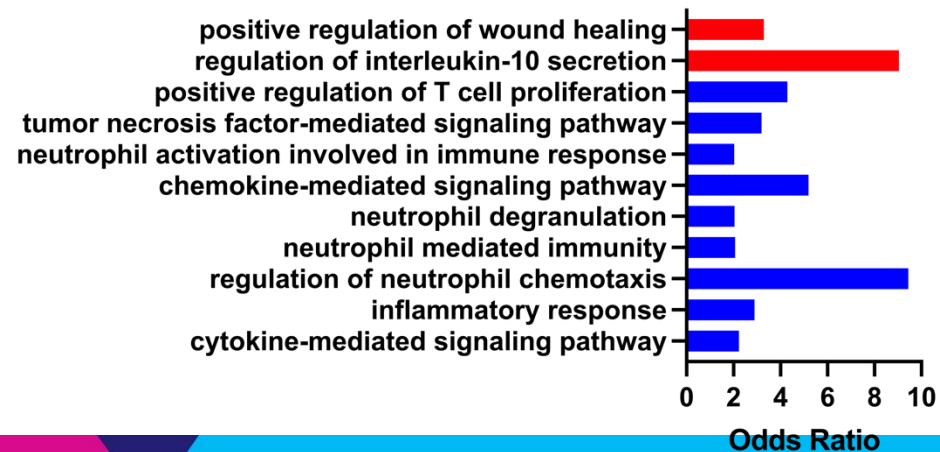 positive regulation of wound healing
regulation of interleukin-10 secretion
positive regulation of T cell proliferation
tumor necrosis factor-mediated signaling pathway
neutrophil activation involved in immune response
chemokine-mediated signaling pathway
neutrophil degranulation
neutrophil mediated immunity
regulation of neutrophil chemotaxis
inflammatory response
cytokine-mediated signaling pathway
0 2 4 6 8 10
Odds Ratio